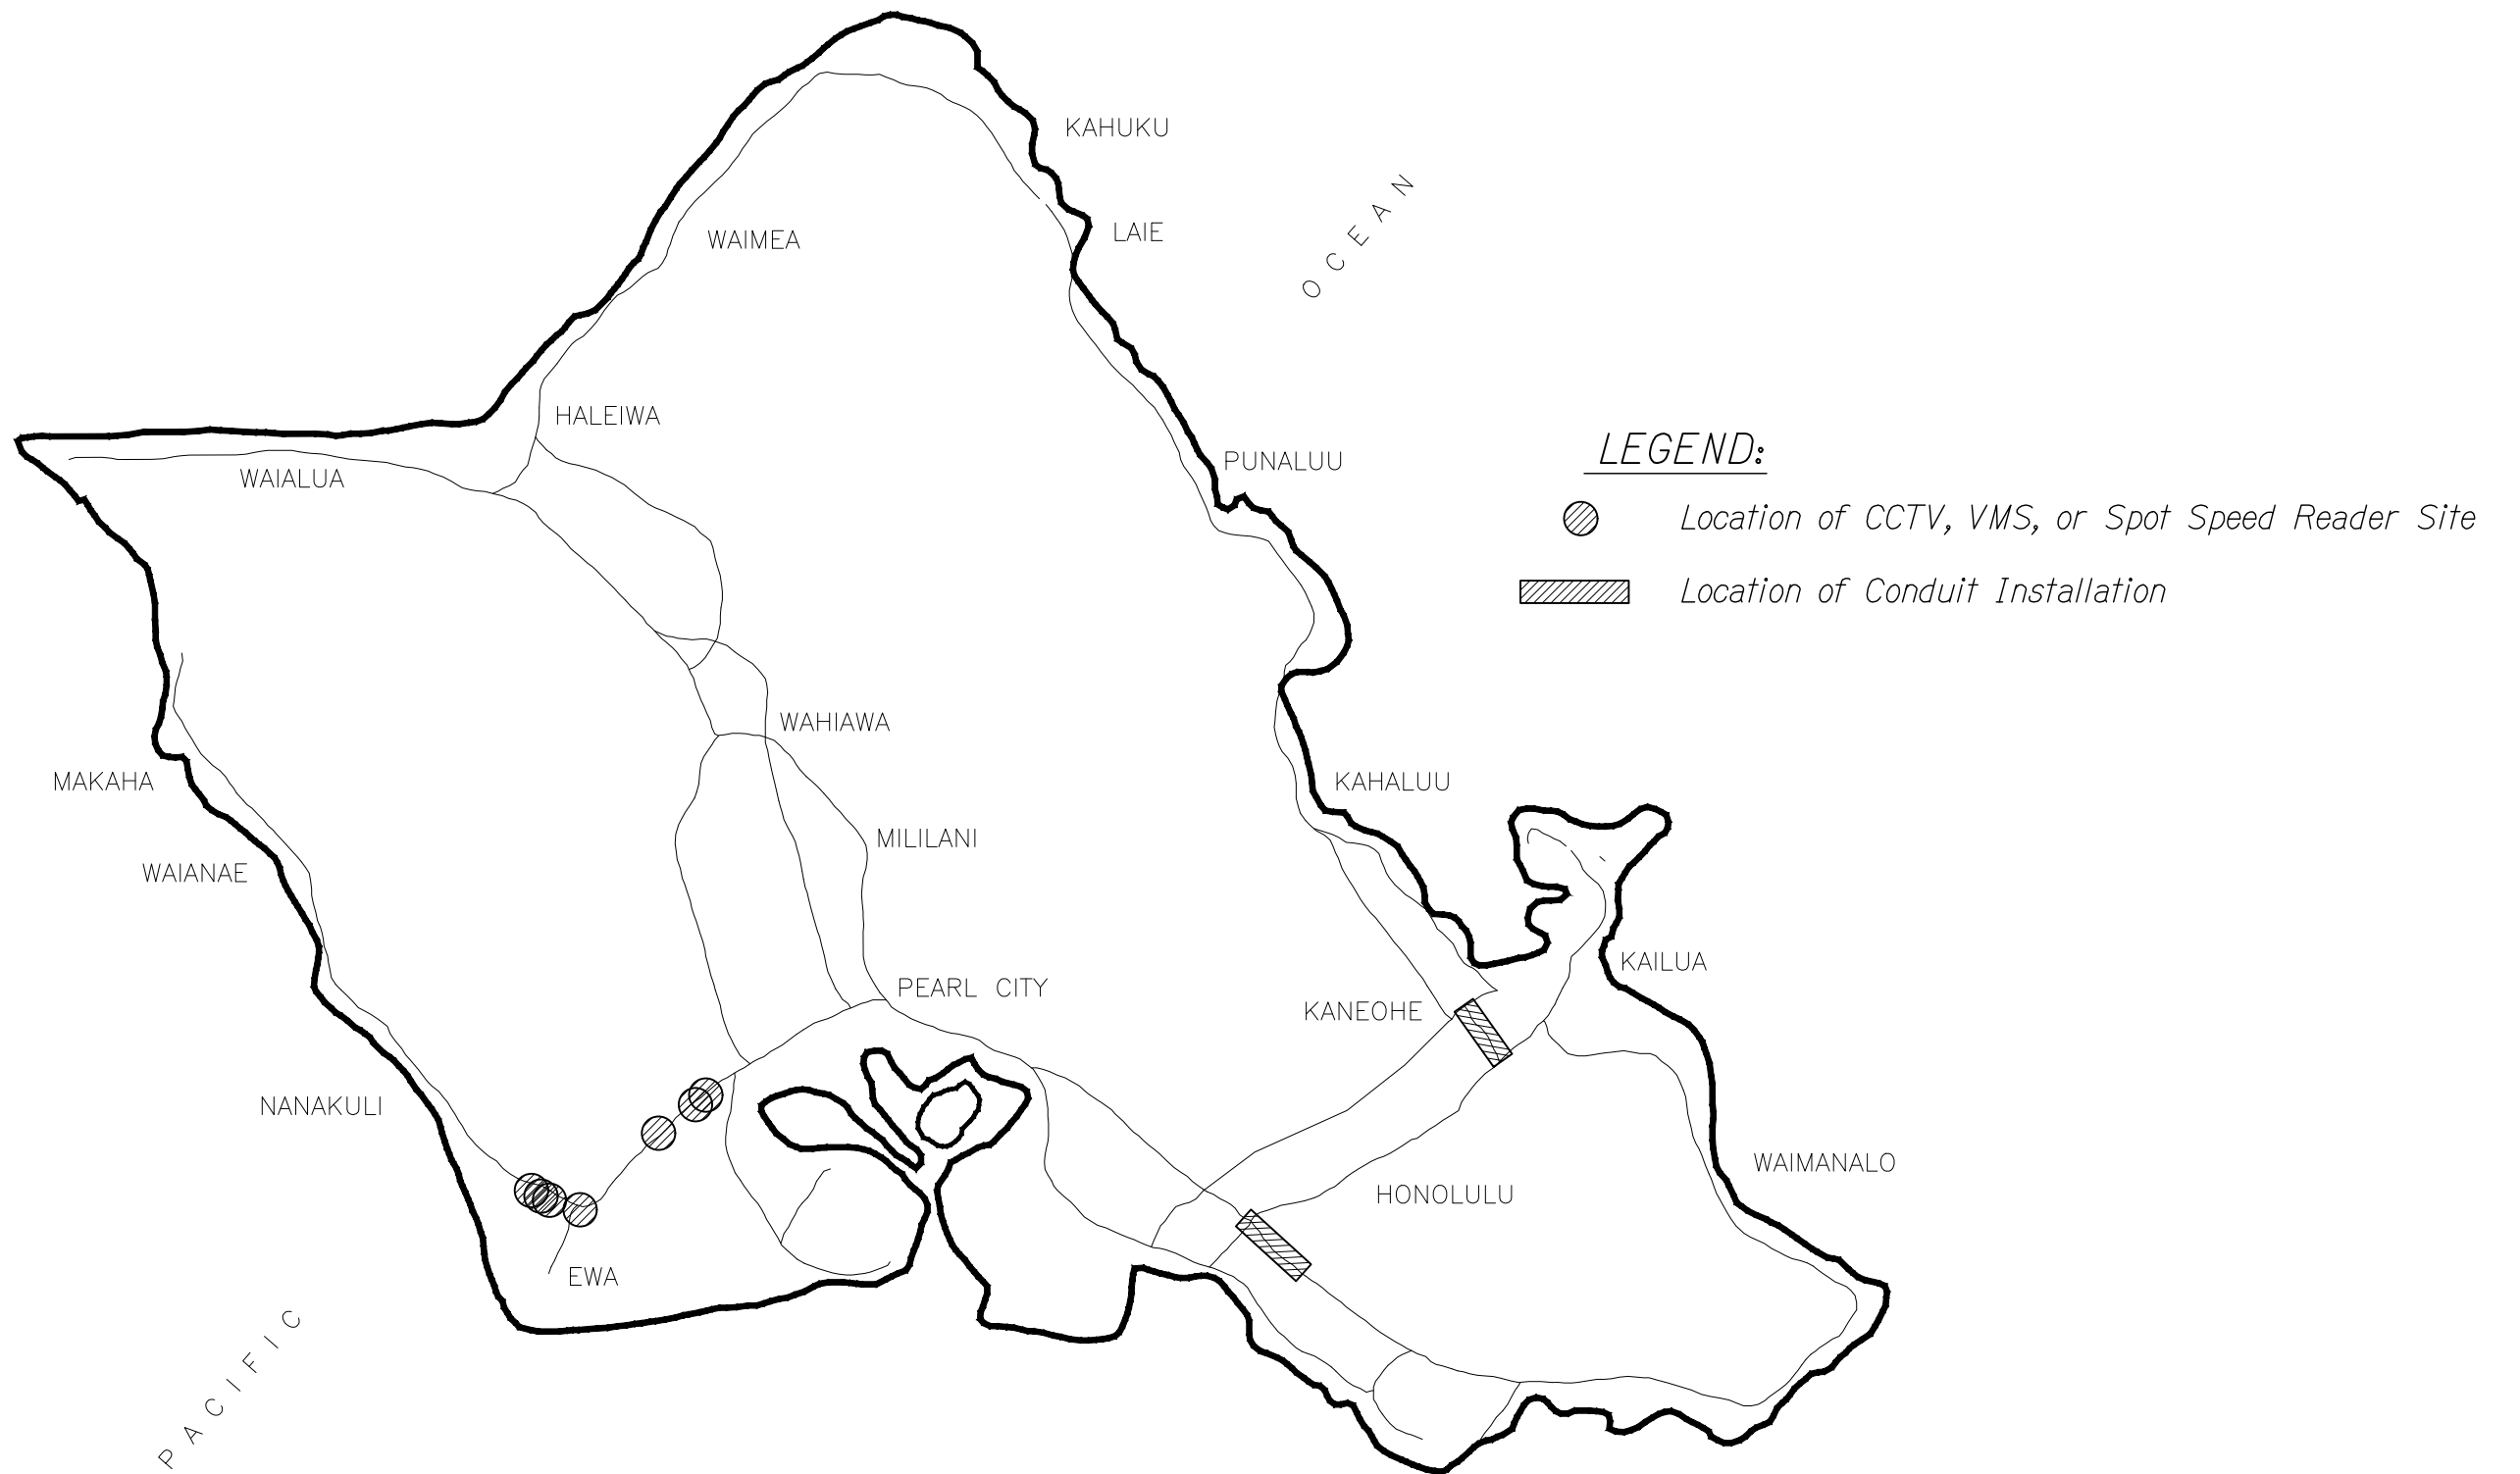 KAHUKU
LAIE
WAIMEA
OCEAN
HALEIWA
WAIALUA
PUNALUU
LEGEND:
Location of CCTV, VMS, or Spot Speed Reader Site
Location of Conduit Installation
WAHIAWA
MAKAHA
KAHALUU
MILILANI
WAIANAE
KAILUA
PEARL CITY
KANEOHE
NANAKULI
WAIMANALO
HONOLULU
EWA
PACIFIC